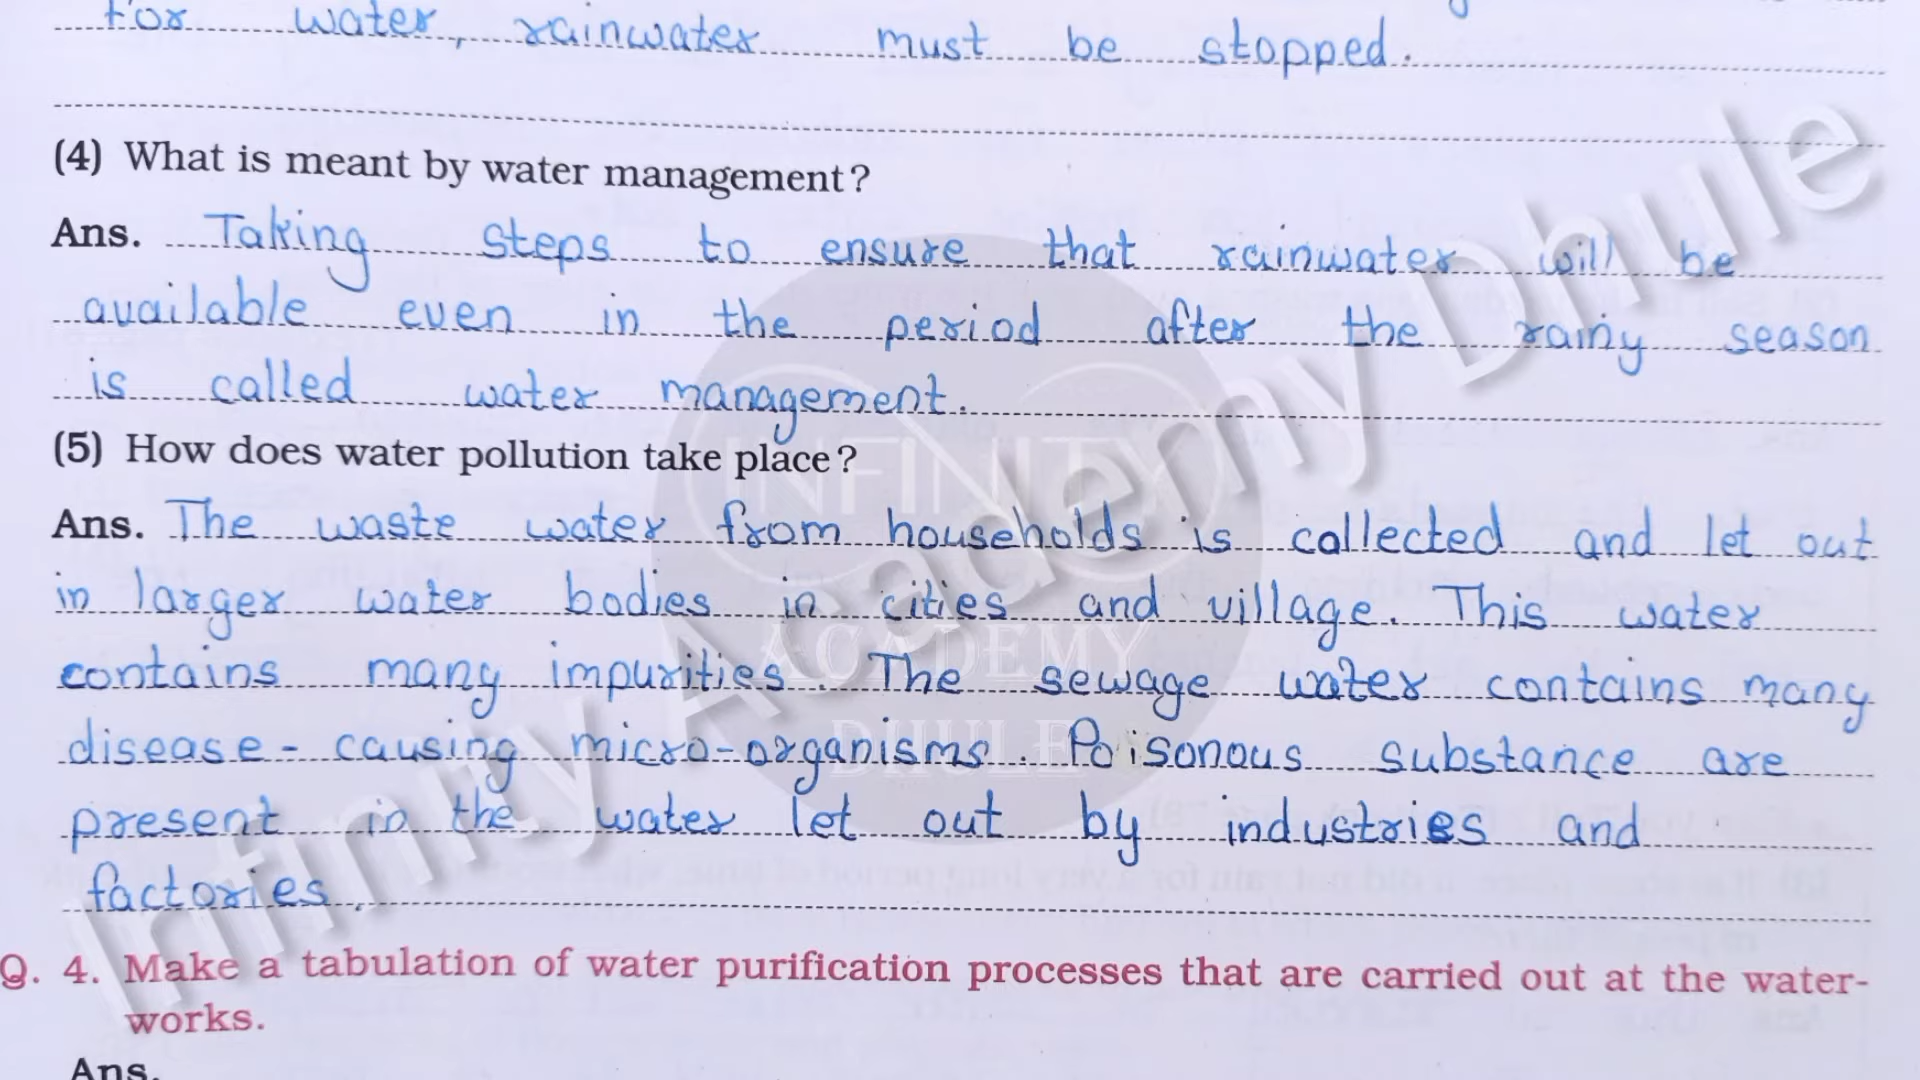 For water, rainwater must be stopped.
(4) What is meant by water management?
Ans. Taking steps to ensure that rainwater will be
available even in the period after the rainy season
is called water management.
(5) How does water pollution take place?
Ans. The waste water from households is collected and let out
in larger water bodies in cities and village. This water
contains many impurities. The sewage water contains many
disease-causing micro-organisms. Poisonous substance are
present in the water let out by industries and
factories.
Q. 4. Make a tabulation of water purification processes that are carried out at the water-
works.
Ans.
INFINITY
ACADEMY
DHULE
Infinity Academy Dhule